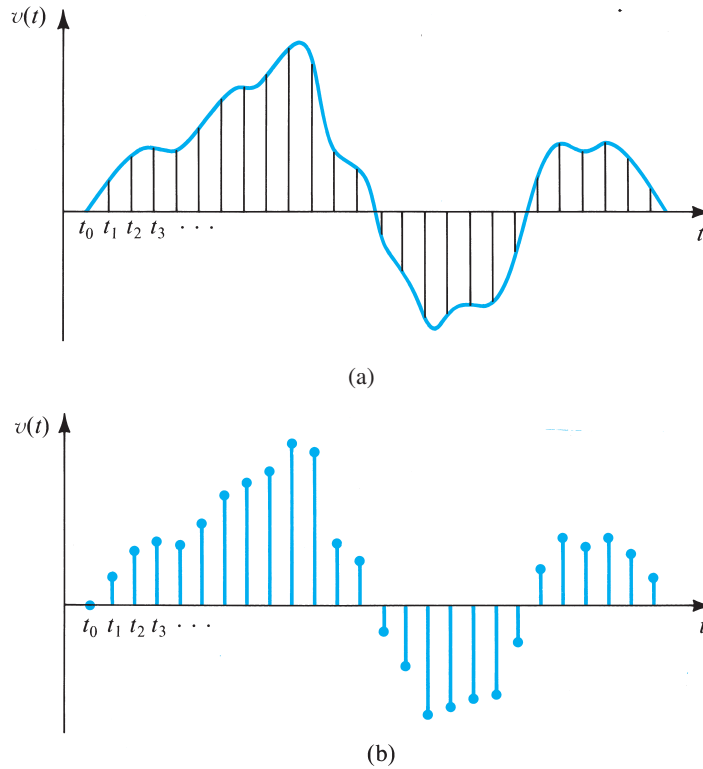 v(t)
t₀ t₁ t₂ t₃ · · ·
t
(a)
v(t)
t₀ t₁ t₂ t₃ · · ·
t
(b)